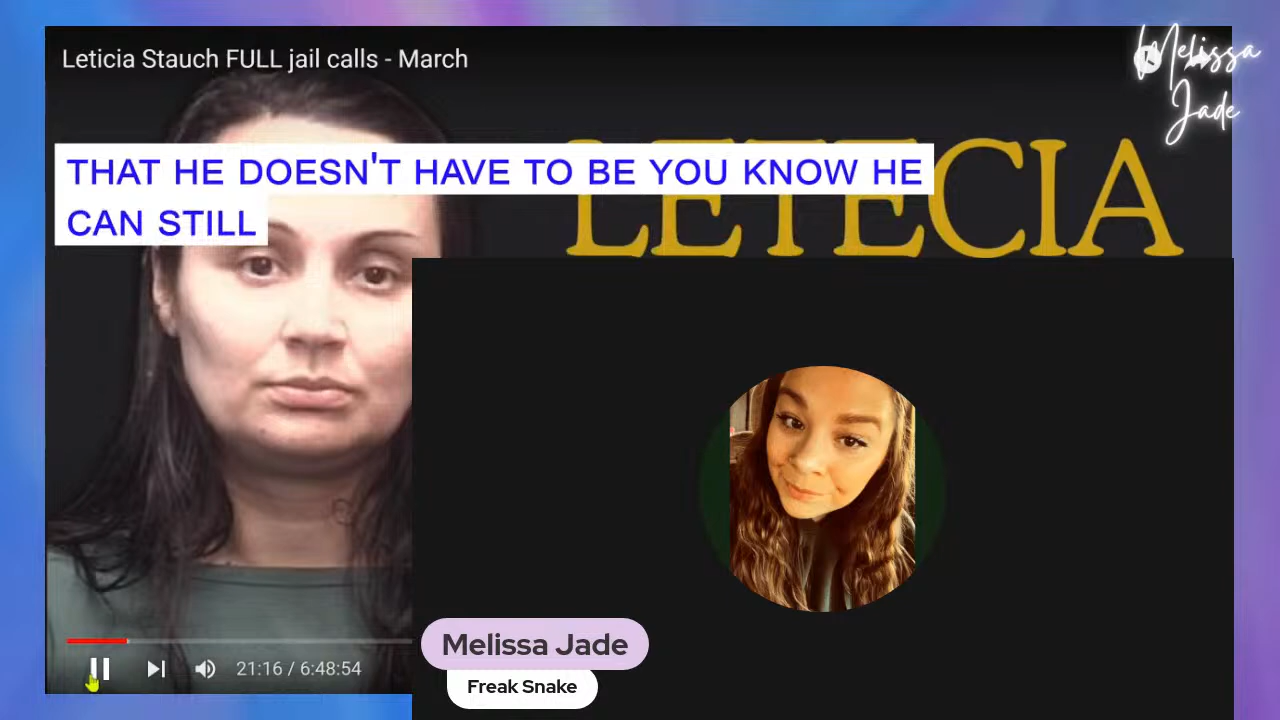 Leticia Stauch FULL jail calls - March
Melissa
Jade
THAT HE DOESN'T HAVE TO BE YOU KNOW HE
CAN STILL
LETECIA
Melissa Jade
Freak Snake
21:16 / 6:48:54